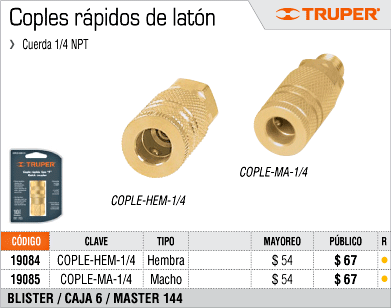 Coples rápidos de latón
TRUPER
Cuerda 1/4 NPT
COPLE-HEM-1/4
COPLE-MA-1/4
TRUPER
CÓDIGO CLAVE TIPO MAYOREO PÚBLICO R
19084 COPLE-HEM-1/4 Hembra $ 54 $ 67
19085 COPLE-MA-1/4 Macho $ 54 $ 67
BLISTER / CAJA 6 / MASTER 144